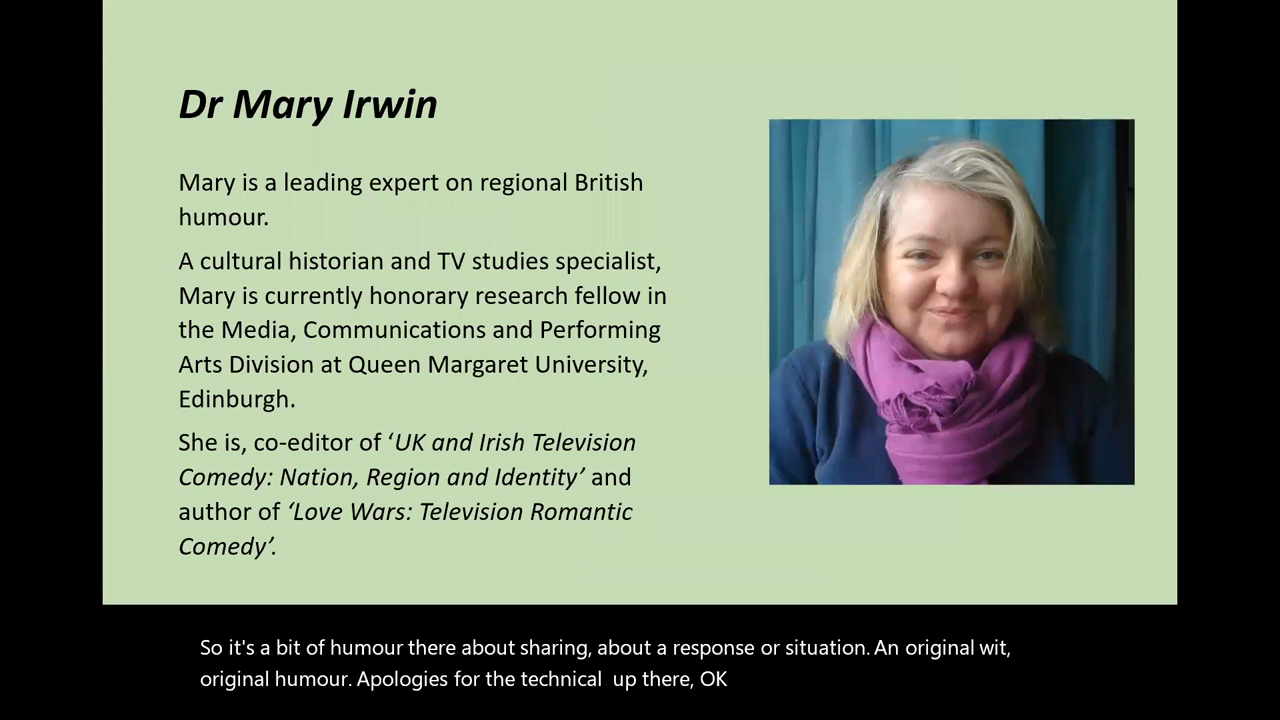 Dr Mary Irwin
Mary is a leading expert on regional British
humour.
A cultural historian and TV studies specialist,
Mary is currently honorary research fellow in
the Media, Communications and Performing
Arts Division at Queen Margaret University,
Edinburgh.
She is, co-editor of ‘UK and Irish Television
Comedy: Nation, Region and Identity’ and
author of ‘Love Wars: Television Romantic
Comedy’.
So it's a bit of humour there about sharing, about a response or situation. An original wit,
original humour. Apologies for the technical  up there, OK